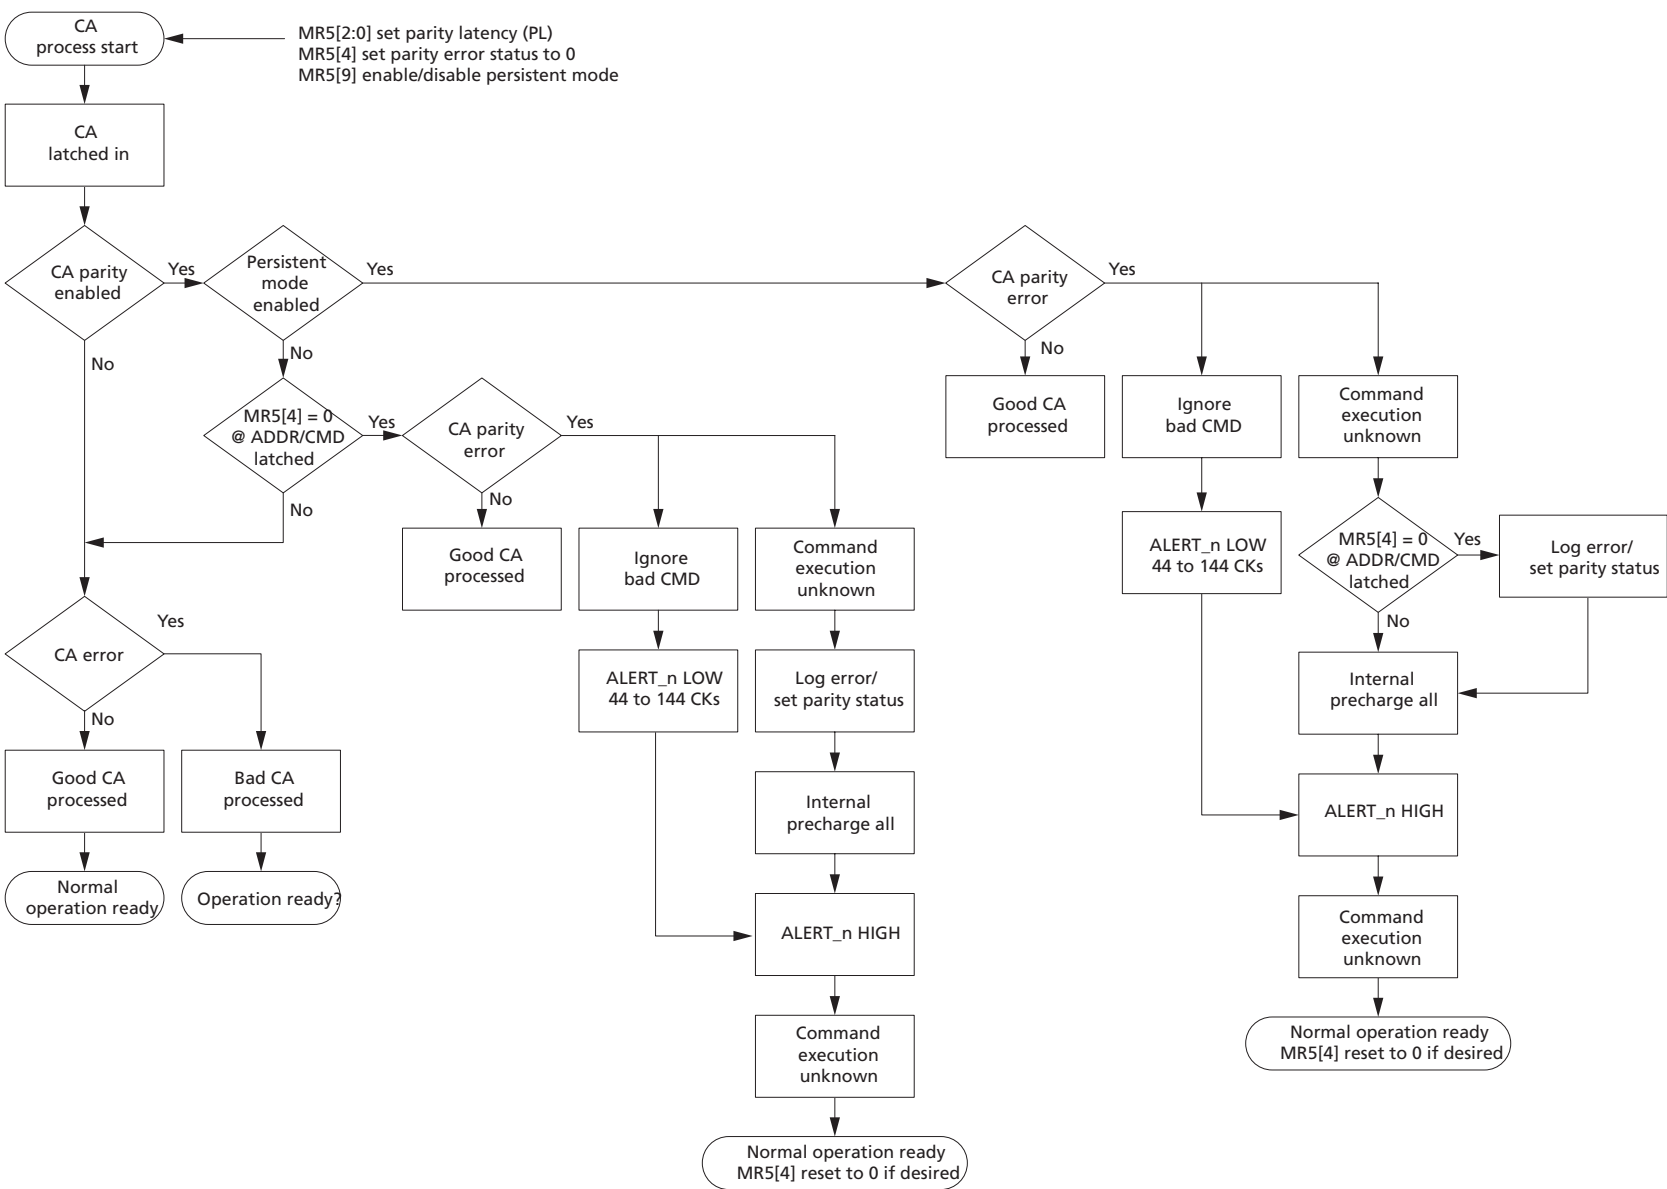 CA
process start
MR5[2:0] set parity latency (PL)
MR5[4] set parity error status to 0
MR5[9] enable/disable persistent mode
CA
latched in
CA parity
enabled
Yes
No
Persistent
mode
enabled
Yes
No
CA parity
error
Yes
No
Good CA
processed
Ignore
bad CMD
Command
execution
unknown
MR5[4] = 0
@ ADDR/CMD
latched
Yes
No
CA parity
error
Yes
No
Good CA
processed
Ignore
bad CMD
Command
execution
unknown
ALERT_n LOW
44 to 144 CKs
MR5[4] = 0
@ ADDR/CMD
latched
Yes
No
Log error/
set parity status
CA error
Yes
No
ALERT_n LOW
44 to 144 CKs
Log error/
set parity status
Internal
precharge all
Good CA
processed
Bad CA
processed
Internal
precharge all
ALERT_n HIGH
Normal
operation ready
Operation ready?
ALERT_n HIGH
Command
execution
unknown
Command
execution
unknown
Normal operation ready
MR5[4] reset to 0 if desired
Normal operation ready
MR5[4] reset to 0 if desired